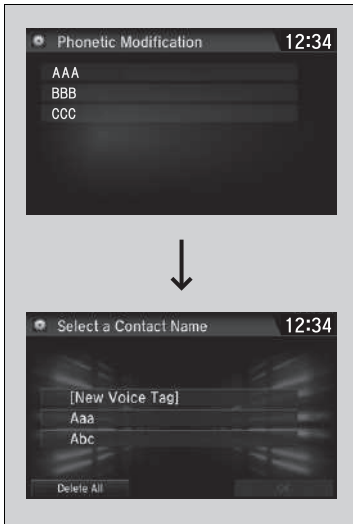 Phonetic Modification 12:34
AAA
BBB
CCC
Select a Contact Name 12:34
[New Voice Tag]
Aaa
Abc
Delete All OK